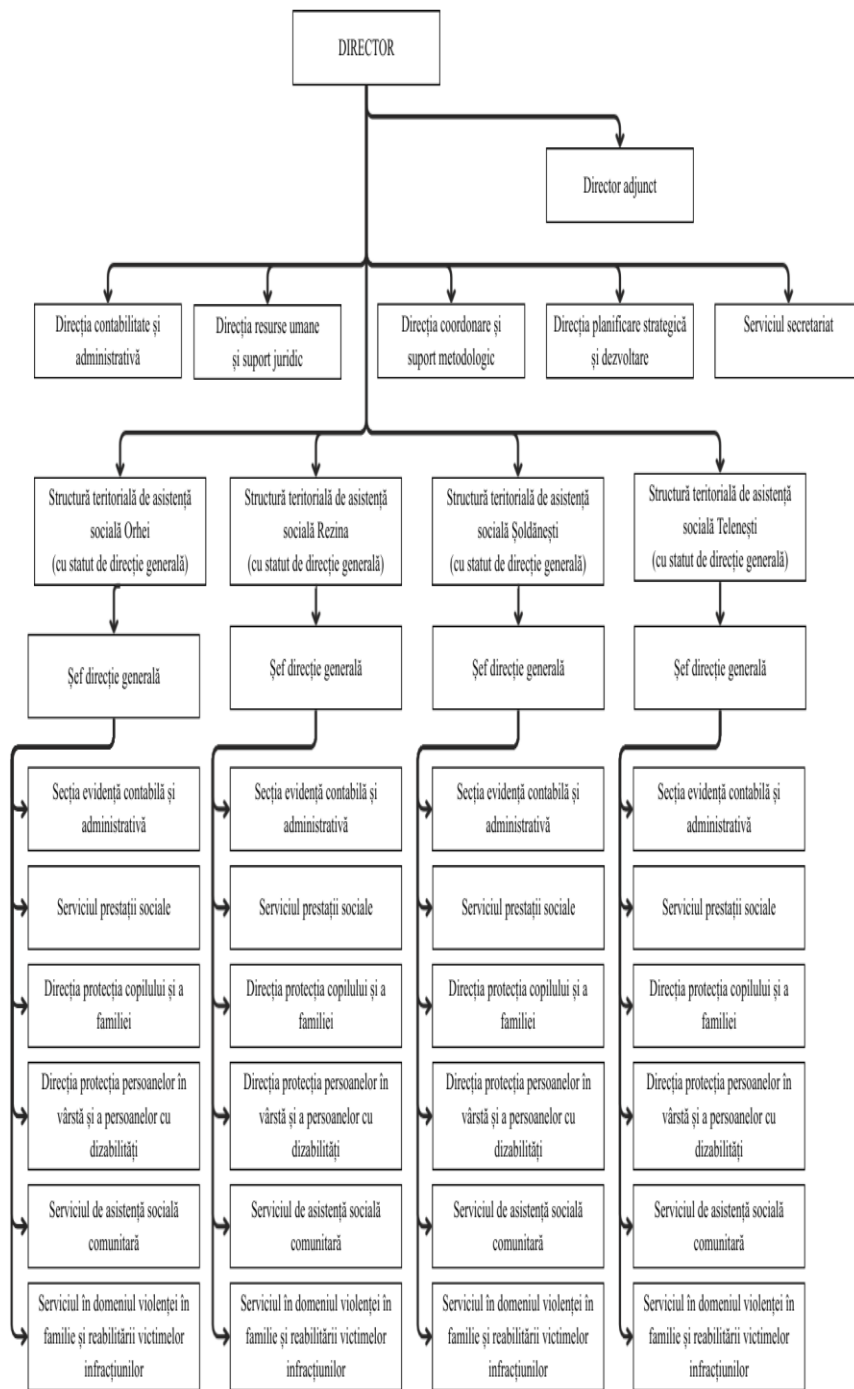 DIRECTOR
Director adjunct
Direcția contabilitate și
administrativă
Direcția resurse umane
și suport juridic
Direcția coordonare și
suport metodologic
Direcția planificare strategică
și dezvoltare
Serviciul secretariat
Structură teritorială de asistență
socială Orhei
(cu statut de direcție generală)
Structură teritorială de asistență
socială Rezina
(cu statut de direcție generală)
Structură teritorială de asistență
socială Șoldănești
(cu statut de direcție generală)
Structură teritorială de asistență
socială Telenești
(cu statut de direcție generală)
Șef direcție generală
Șef direcție generală
Șef direcție generală
Șef direcție generală
Secția evidență contabilă și
administrativă
Secția evidență contabilă și
administrativă
Secția evidență contabilă și
administrativă
Secția evidență contabilă și
administrativă
Serviciul prestații sociale
Serviciul prestații sociale
Serviciul prestații sociale
Serviciul prestații sociale
Direcția protecția copilului și a
familiei
Direcția protecția copilului și a
familiei
Direcția protecția copilului și a
familiei
Direcția protecția copilului și a
familiei
Direcția protecția persoanelor în
vârstă și a persoanelor cu
dizabilități
Direcția protecția persoanelor în
vârstă și a persoanelor cu
dizabilități
Direcția protecția persoanelor în
vârstă și a persoanelor cu
dizabilități
Direcția protecția persoanelor în
vârstă și a persoanelor cu
dizabilități
Serviciul de asistență socială
comunitară
Serviciul de asistență socială
comunitară
Serviciul de asistență socială
comunitară
Serviciul de asistență socială
comunitară
Serviciul în domeniul violenței în
familie și reabilitării victimelor
infracțiunilor
Serviciul în domeniul violenței în
familie și reabilitării victimelor
infracțiunilor
Serviciul în domeniul violenței în
familie și reabilitării victimelor
infracțiunilor
Serviciul în domeniul violenței în
familie și reabilitării victimelor
infracțiunilor